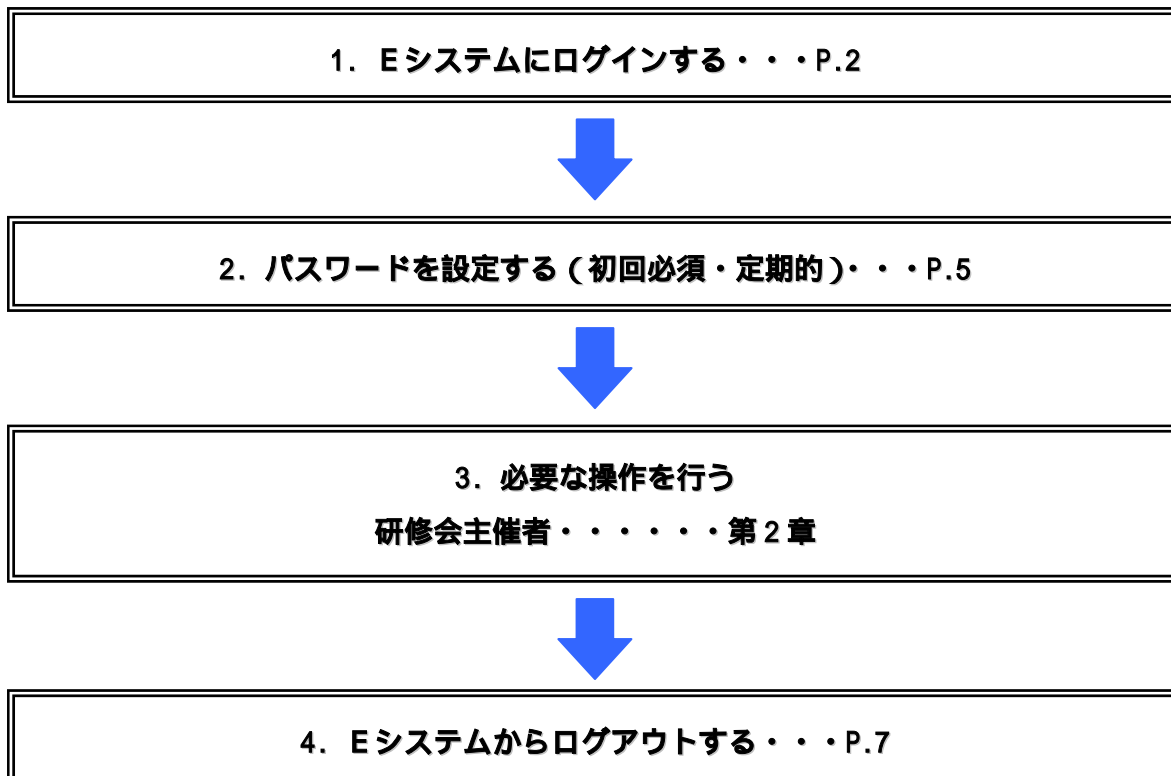 1. Eシステムにログインする・・・P.2
2. パスワードを設定する(初回必須・定期的)・・・P.5
3. 必要な操作を行う
研修会主催者・・・・・・第2章
4. Eシステムからログアウトする・・・P.7